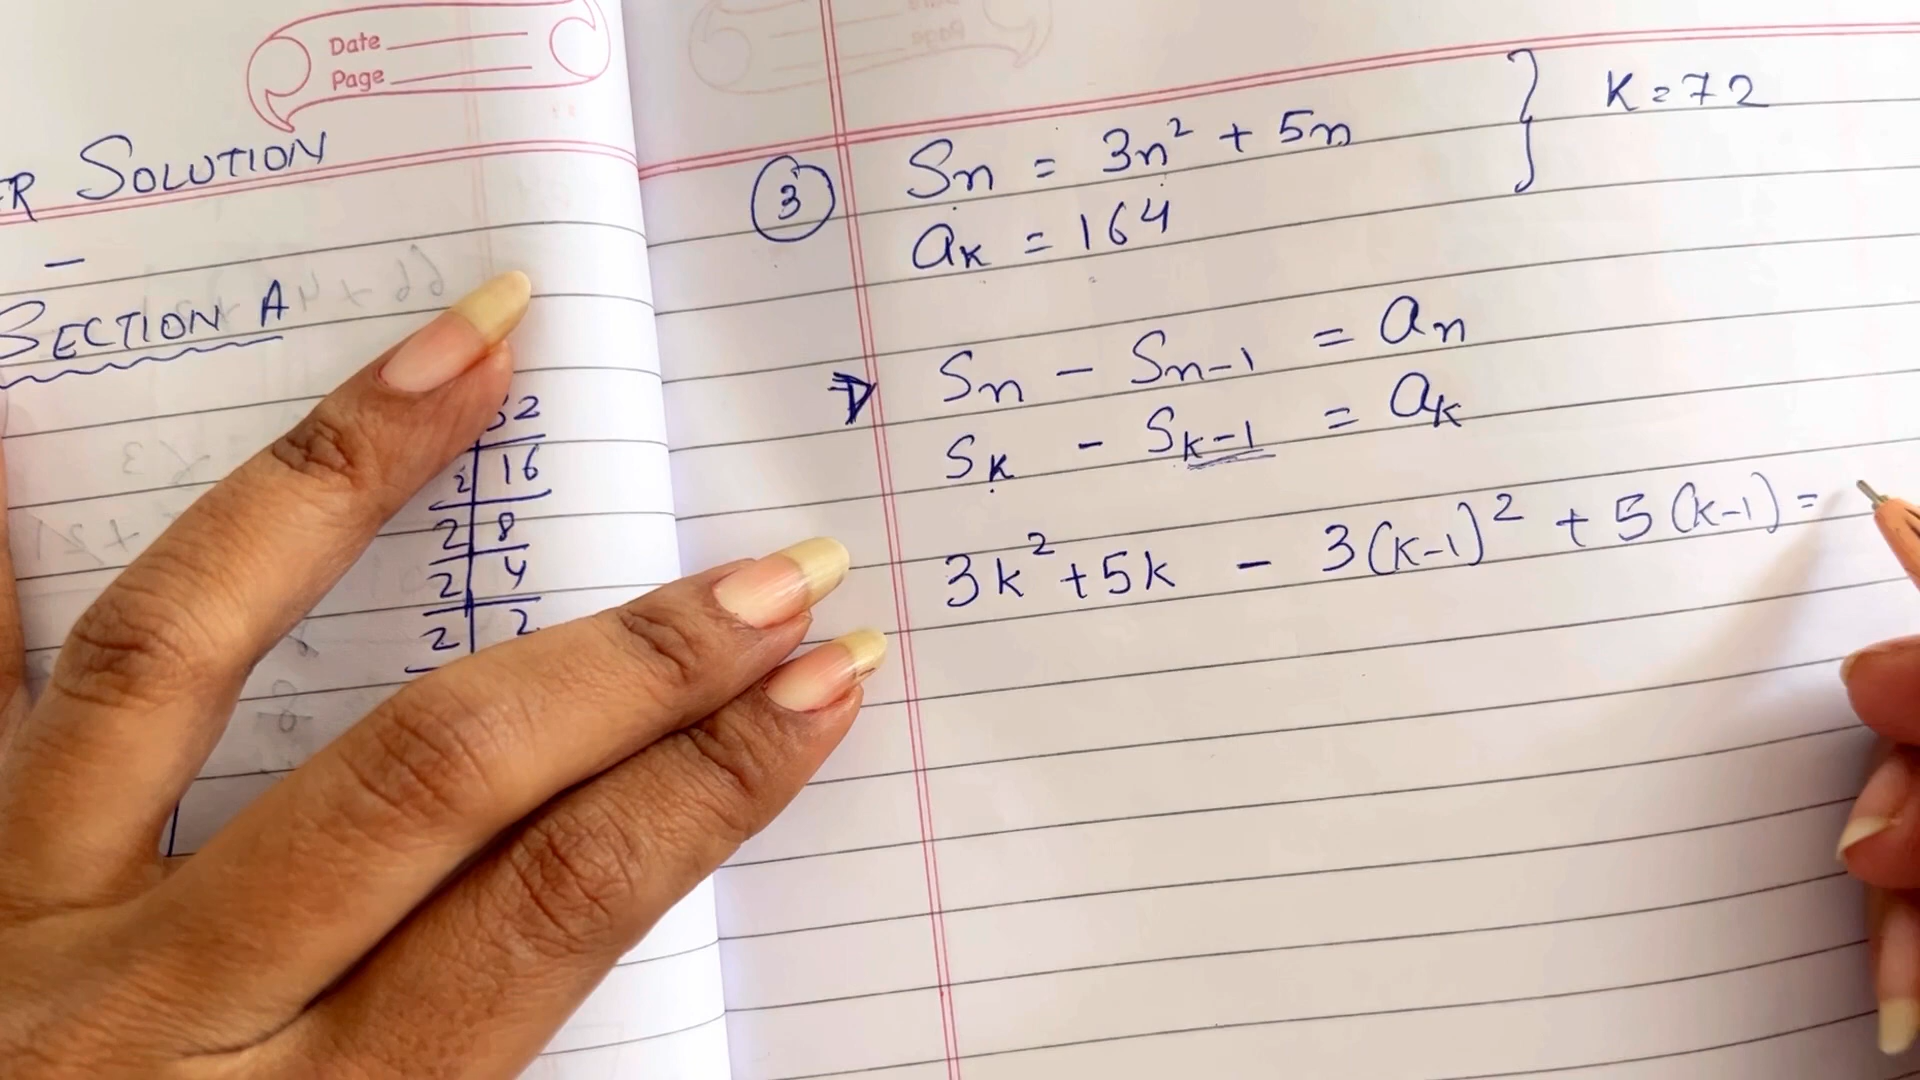 Date
Page
ER SOLUTION
SECTION A
32
2 16
2 8
2 4
2 2
3 Sn = 3n² + 5n } K = 72
aK = 164
Sn - Sn-1 = an
SK - Sk-1 = ak
3k² + 5k - 3(k-1)² + 5(k-1) =